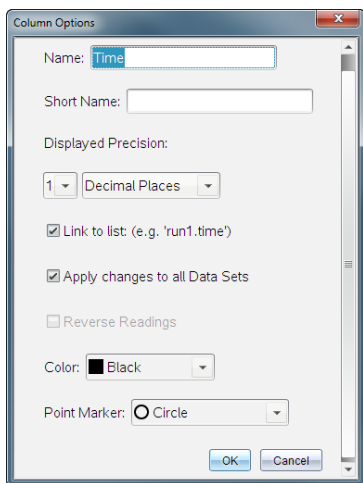 Column Options
Name: Time
Short Name:
Displayed Precision:
1 Decimal Places
Link to list: (e.g. 'run1.time')
Apply changes to all Data Sets
Reverse Readings
Color: Black
Point Marker: Circle
OK Cancel